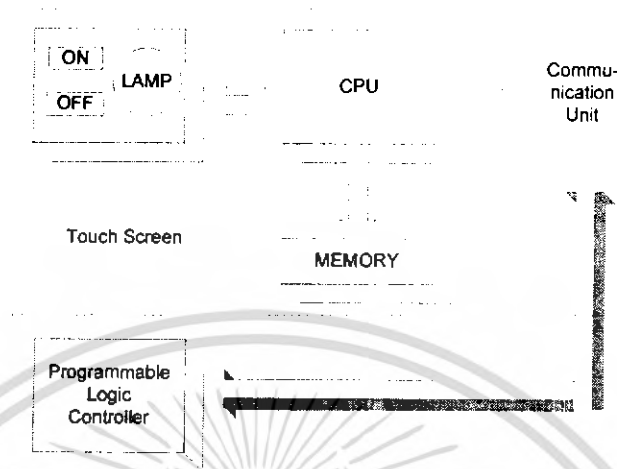 ON
OFF
LAMP
CPU
Commu-
nication
Unit
Touch Screen
MEMORY
Programmable
Logic
Controller